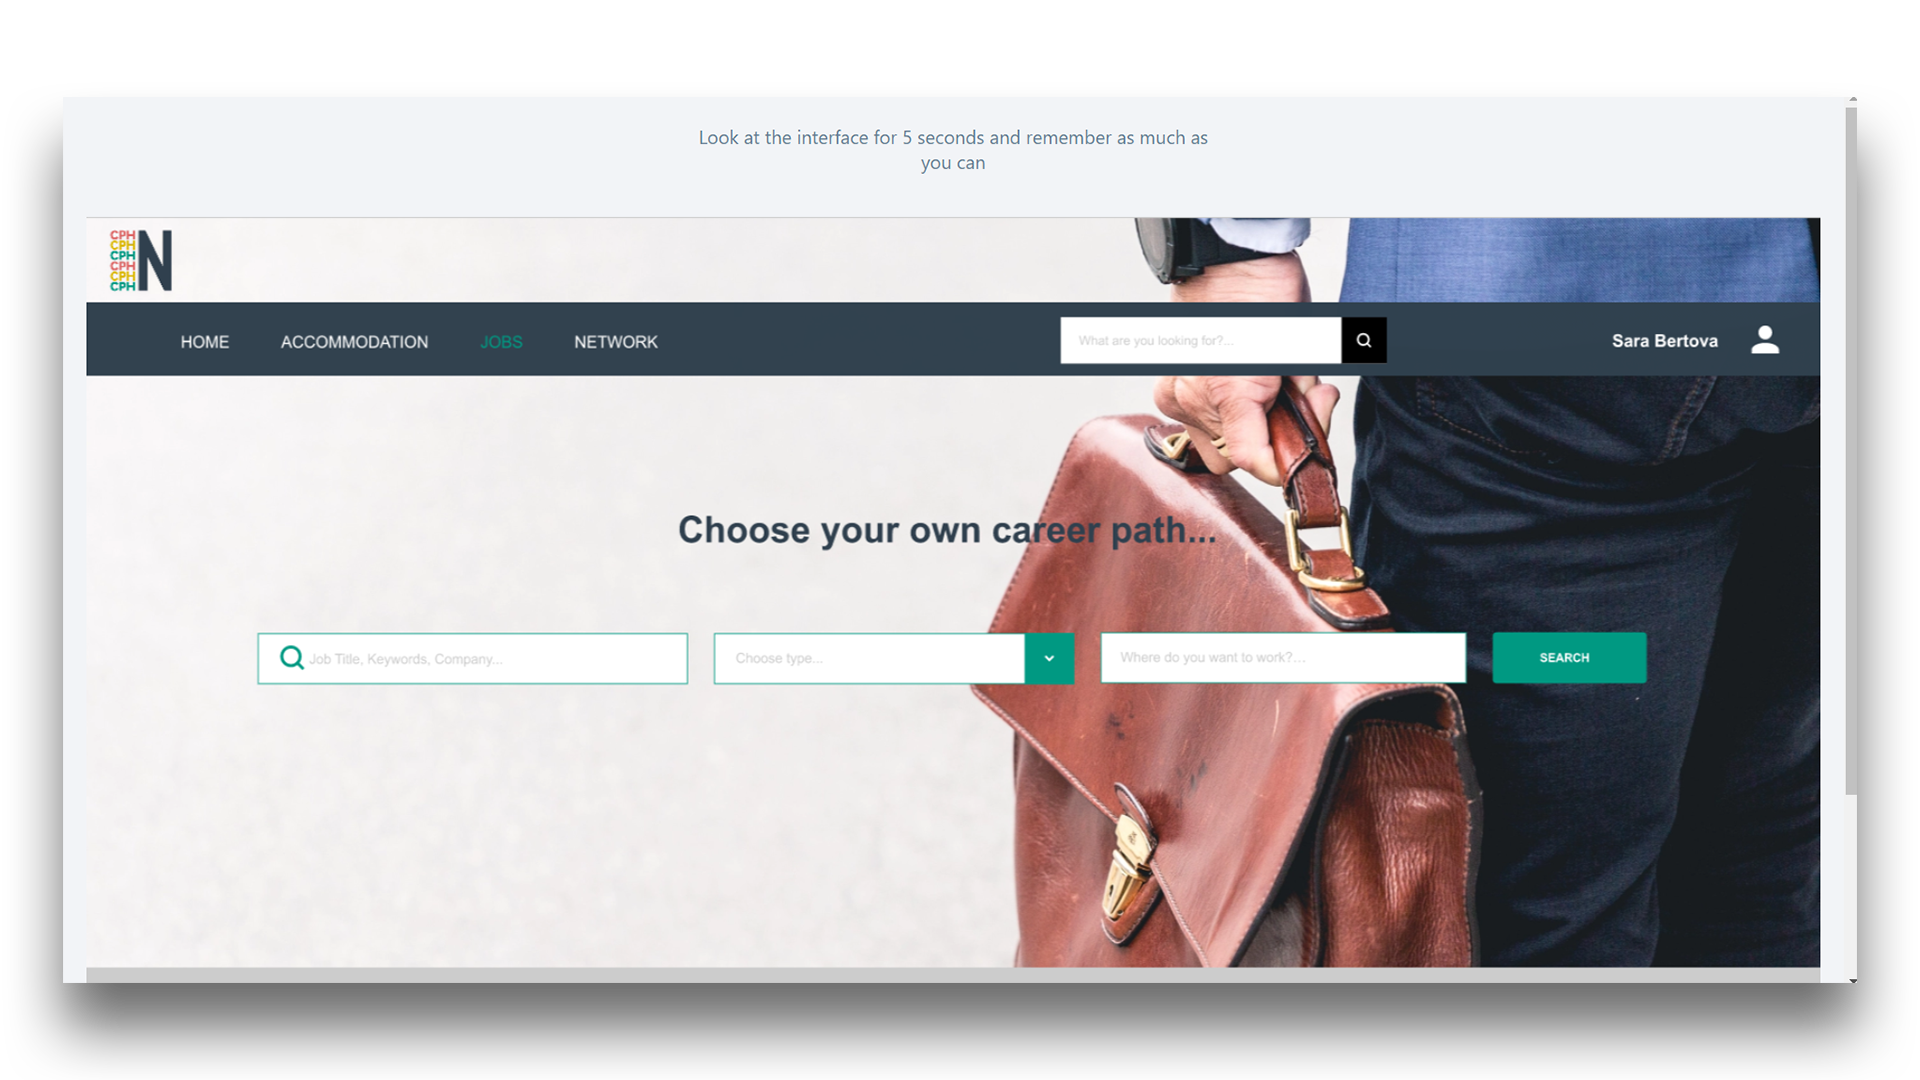 Look at the interface for 5 seconds and remember as much as
you can
CPH
CPH
CPH
CPH
CPH
CPH
N
HOME ACCOMMODATION JOBS NETWORK What are you looking for?... Sara Bertova
Choose your own career path...
Job Title, Keywords, Company... Choose type... Where do you want to work?... SEARCH